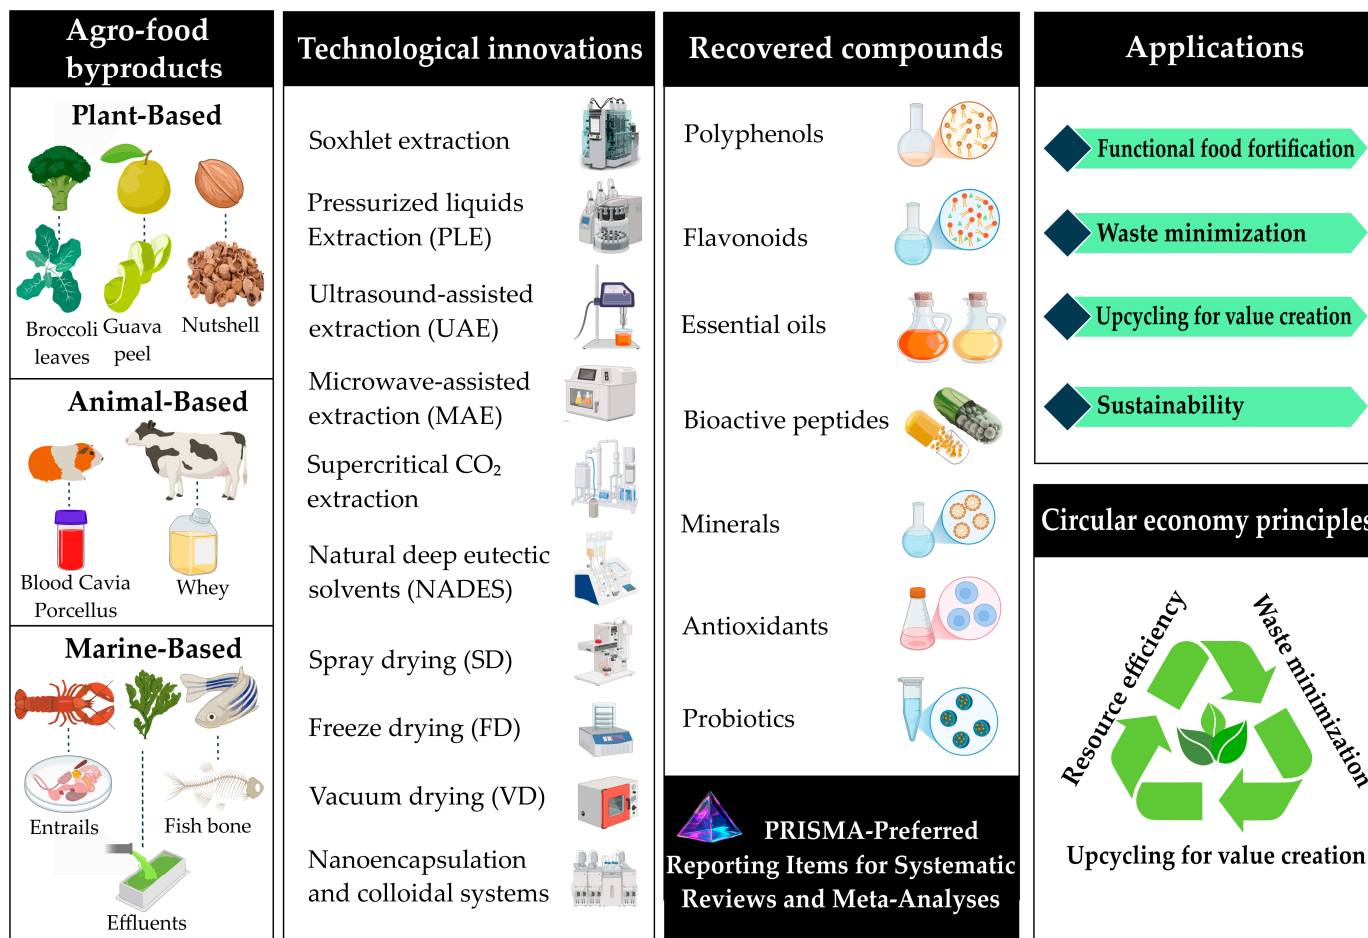 Agro-food
byproducts
Plant-Based
Broccoli
leaves
Guava
peel
Nutshell
Animal-Based
Blood Cavia
Porcellus
Whey
Marine-Based
Entrails
Fish bone
Effluents
Technological innovations
Soxhlet extraction
Pressurized liquids
Extraction (PLE)
Ultrasound-assisted
extraction (UAE)
Microwave-assisted
extraction (MAE)
Supercritical CO₂
extraction
Natural deep eutectic
solvents (NADES)
Spray drying (SD)
Freeze drying (FD)
Vacuum drying (VD)
Nanoencapsulation
and colloidal systems
Recovered compounds
Polyphenols
Flavonoids
Essential oils
Bioactive peptides
Minerals
Antioxidants
Probiotics
PRISMA-Preferred
Reporting Items for Systematic
Reviews and Meta-Analyses
Applications
Functional food fortification
Waste minimization
Upcycling for value creation
Sustainability
Circular economy principles
Resource efficiency
Waste minimization
Upcycling for value creation